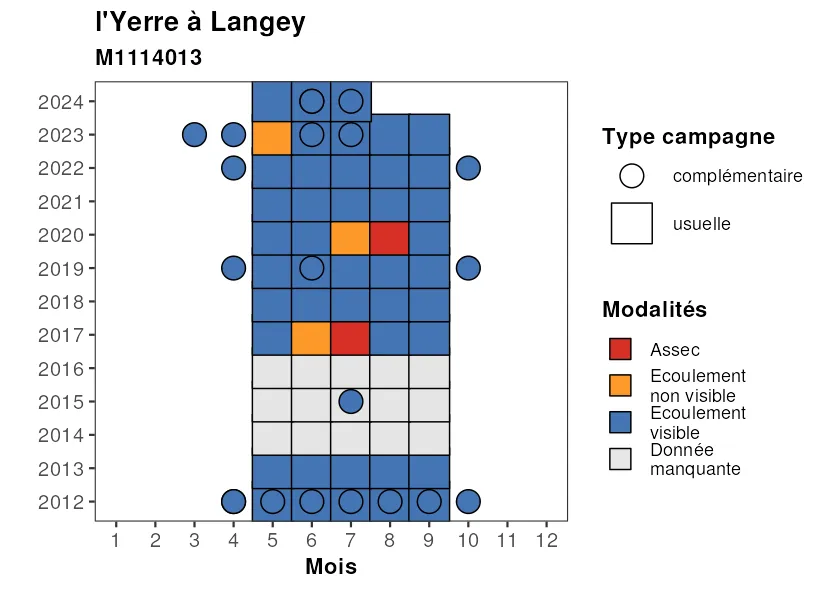 l'Yerre à Langey
M1114013
2024
2023
2022
2021
2020
2019
2018
2017
2016
2015
2014
2013
2012
1 2 3 4 5 6 7 8 9 10 11 12
Mois
Type campagne
complémentaire
usuelle
Modalités
Assec
Ecoulement
non visible
Ecoulement
visible
Donnée
manquante